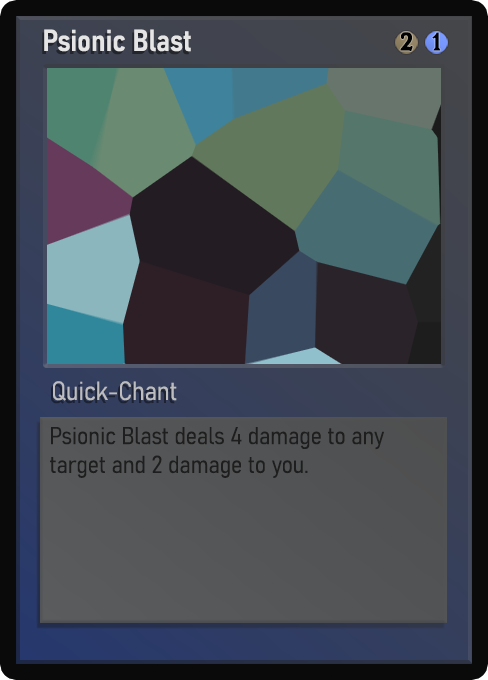 Psionic Blast 2 1
Quick-Chant
Psionic Blast deals 4 damage to any
target and 2 damage to you.